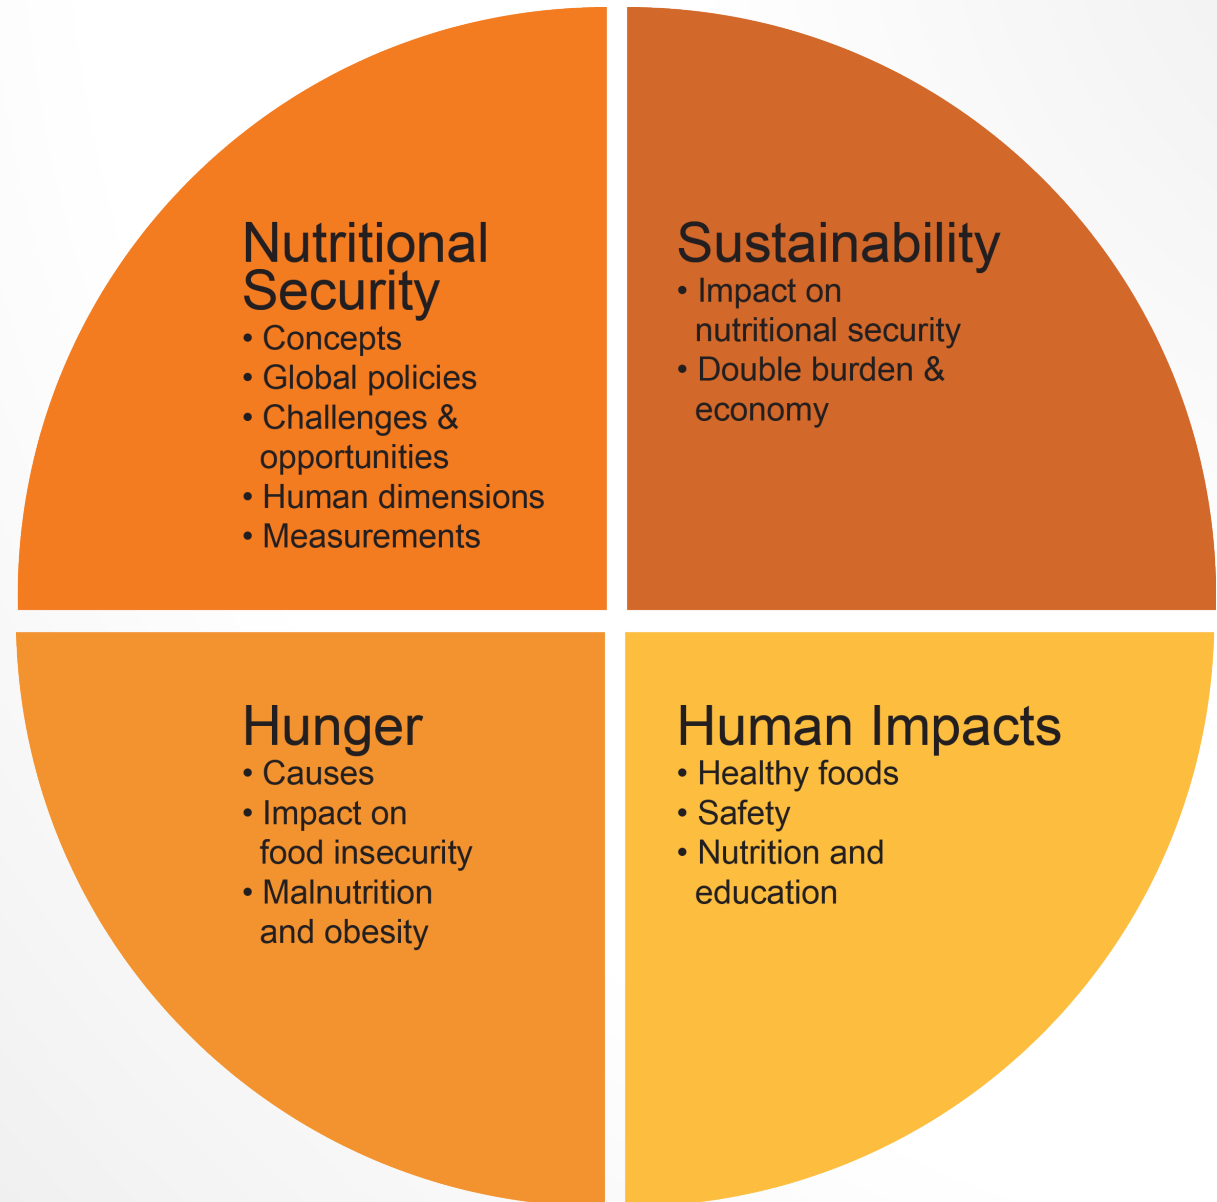 Nutritional
Security
• Concepts
• Global policies
• Challenges &
opportunities
• Human dimensions
• Measurements
Sustainability
• Impact on
nutritional security
• Double burden &
economy
Hunger
• Causes
• Impact on
food insecurity
• Malnutrition
and obesity
Human Impacts
• Healthy foods
• Safety
• Nutrition and
education